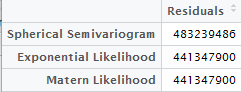 Residuals
Spherical Semivariogram 483239486
Exponential Likelihood 441347900
Matern Likelihood 441347900